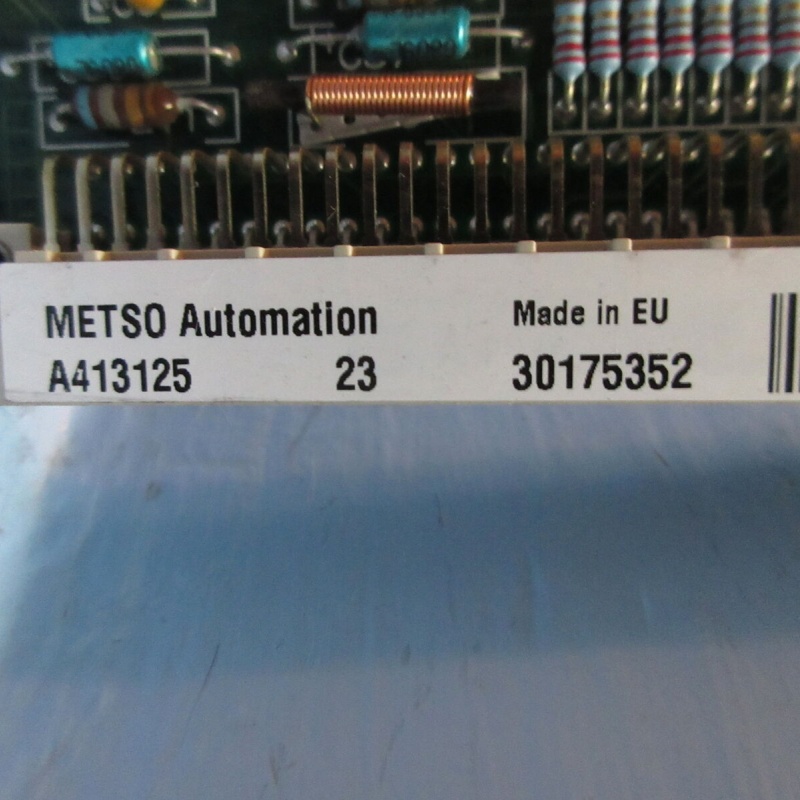 METSO Automation Made in EU
A413125 23 30175352